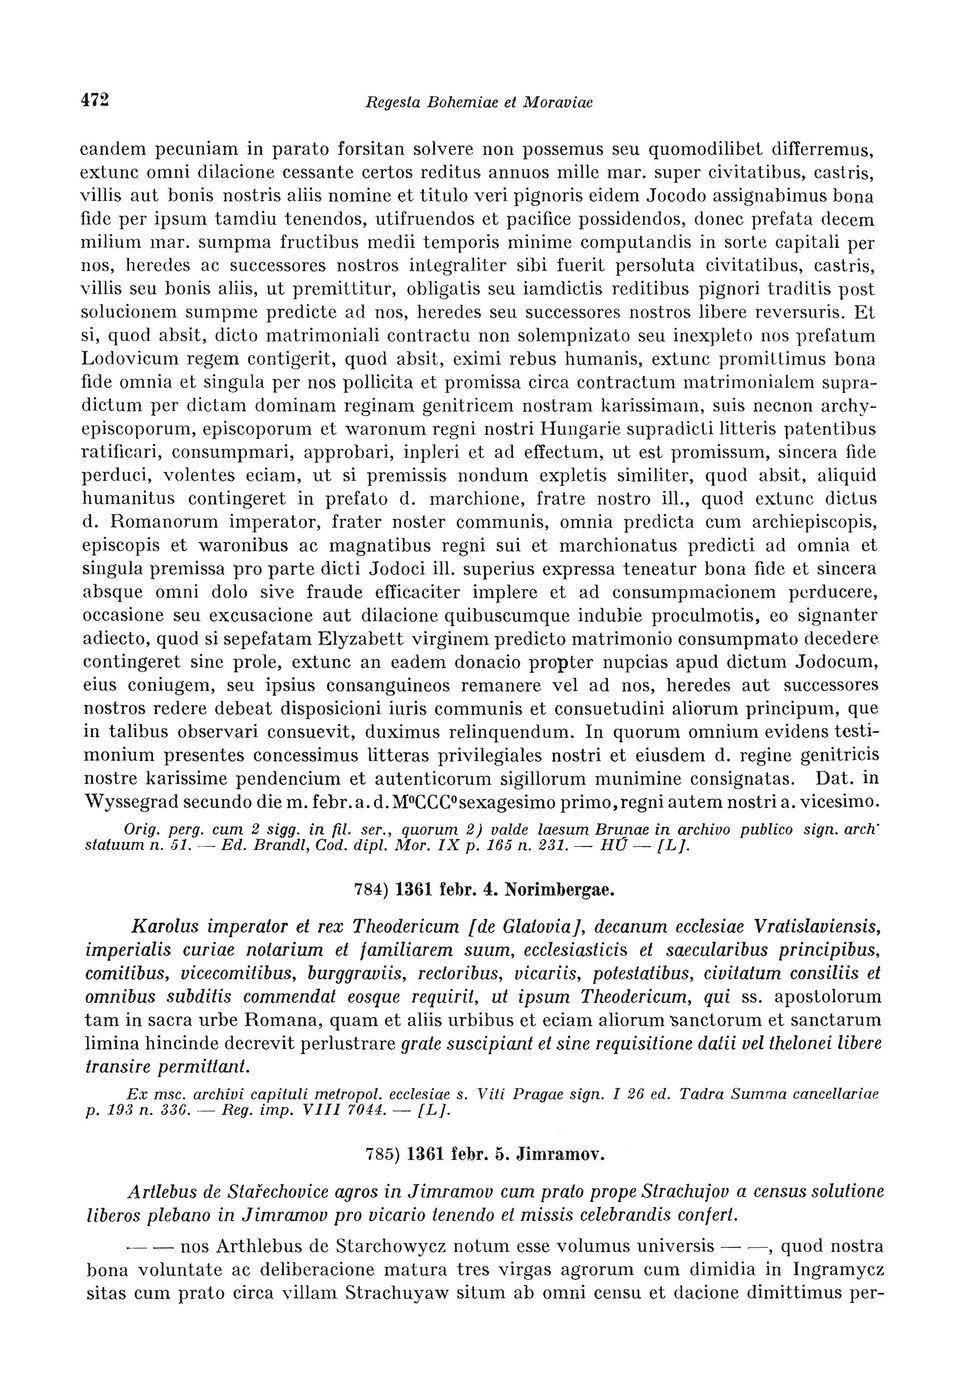 472
Regesta Bohemiae et Moraviae
eandem pecuniam in parato forsitan solvere non possemus seu quomodilibet differremus,
extunc omni dilacione cessante certos reditus annuos mille mar. super civitatibus, castris,
villis aut bonis nostris aliis nomine et titulo veri pignoris eidem Jocodo assignabimus bona
fide per ipsum tamdiu tenendos, utifruendos et pacifice possidendos, donec prefata decem
milium mar. sumpma fructibus medii temporis minime computandis in sorte capitali per
nos, heredes ac successores nostros integraliter sibi fuerit persoluta civitatibus, castris,
villis seu bonis aliis, ut premittitur, obligatis seu iamdictis reditibus pignori traditis post
solucionem sumpme predicte ad nos, heredes seu successores nostros libere reversuris. Et
si, quod absit, dicto matrimoniali contractu non solempnizato seu inexpleto nos prefatum
Lodovicum regem contigerit, quod absit, eximi rebus humanis, extunc promittimus bona
fide omnia et singula per nos pollicita et promissa circa contractum matrimonialem supra-
dictum per dictam dominam reginam genitricem nostram karissimam, suis necnon archy-
episcoporum, episcoporum et waronum regni nostri Hungarie supradicti litteris patentibus
ratificari, consumpmari, approbari, inpleri et ad effectum, ut est promissum, sincera fide
perduci, volentes eciam, ut si premissis nondum expletis similiter, quod absit, aliquid
humanitus contingeret in prefato d. marchione, fratre nostro ill., quod extunc dictus
d. Romanorum imperator, frater noster communis, omnia predicta cum archiepiscopis,
episcopis et waronibus ac magnatibus regni sui et marchionatus predicti ad omnia et
singula premissa pro parte dicti Jodoci ill. superius expressa teneatur bona fide et sincera
absque omni dolo sive fraude efficaciter implere et ad consumpmacionem perducere,
occasione seu excusacione aut dilacione quibuscumque indubie proculmotis, eo signanter
adiecto, quod si sepefatam Elyzabett virginem predicto matrimonio consumpmato decedere
contingeret sine prole, extunc an eadem donacio propter nupcias apud dictum Jodocum,
eius coniugem, seu ipsius consanguineos remanere vel ad nos, heredes aut successores
nostros redere debeat disposicioni iuris communis et consuetudini aliorum principum, que
in talibus observari consuevit, duximus relinquendum. In quorum omnium evidens testi-
monium presentes concessimus litteras privilegiales nostri et eiusdem d. regine genitricis
nostre karissime pendencium et autenticorum sigillorum munimine consignatas. Dat. in
Wyssegrad secundo die m. febr. a. d. M⁰CCC⁰ sexagesimo primo, regni autem nostri a. vicesimo.
Orig. perg. cum 2 sigg. in fil. ser., quorum 2) valde laesum Brunae in archivo publico sign. arch·
statuum n. 51. — Ed. Brandl, Cod. dipl. Mor. IX p. 165 n. 231. — HÚ — [L].
784) 1361 febr. 4. Norimbergae.
Karolus imperator et rex Theodericum [de Glatovia], decanum ecclesiae Vratislaviensis,
imperialis curiae notarium et familiarem suum, ecclesiasticis et saecularibus principibus,
comitibus, vicecomitibus, burggraviis, rectoribus, vicariis, potestatibus, civitatum consiliis et
omnibus subditis commendat eosque requirit, ut ipsum Theodericum, qui ss. apostolorum
tam in sacra urbe Romana, quam et aliis urbibus et eciam aliorum sanctorum et sanctarum
limina hincinde decrevit perlustrare grate suscipiant et sine requisitione datii vel thelonei libere
transire permittant.
Ex msc. archivi capituli metropol. ecclesiae s. Viti Pragae sign. I 26 ed. Tadra Summa cancellariae
p. 193 n. 336. — Reg. imp. VIII 7044. — [L].
785) 1361 febr. 5. Jimramov.
Artlebus de Stařechovice agros in Jimramov cum prato prope Strachujov a census solutione
liberos plebano in Jimramov pro vicario tenendo et missis celebrandis confert.
— — nos Arthlebus de Starchowycz notum esse volumus universis — —, quod nostra
bona voluntate ac deliberacione matura tres virgas agrorum cum dimidia in Ingramycz
sitas cum prato circa villam Strachuyaw situm ab omni censu et dacione dimittimus per-